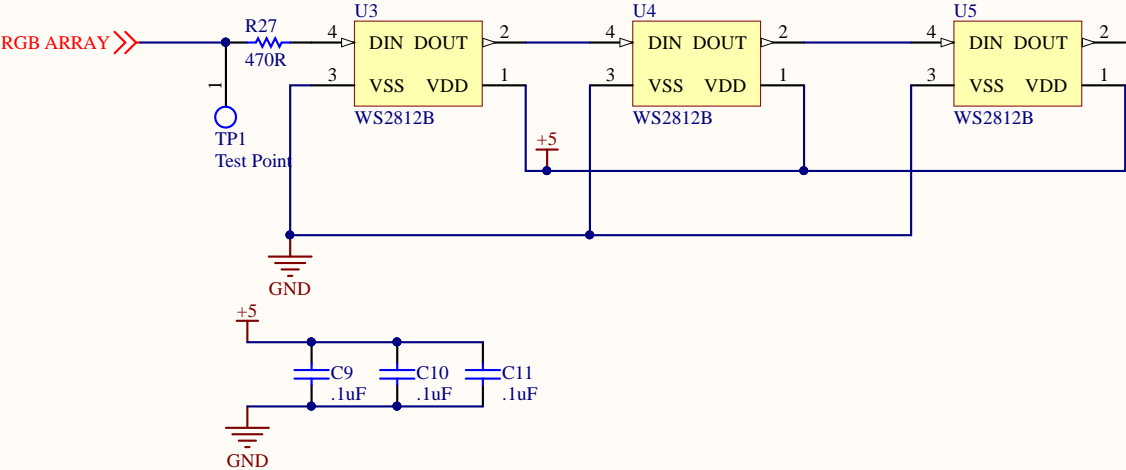 RGB ARRAY
R27
470R
1
TP1
Test Point
U3
4 DIN DOUT 2
3 VSS VDD 1
WS2812B
U4
4 DIN DOUT 2
3 VSS VDD 1
WS2812B
U5
4 DIN DOUT 2
3 VSS VDD 1
WS2812B
+5
GND
+5
C9
.1uF
C10
.1uF
C11
.1uF
GND